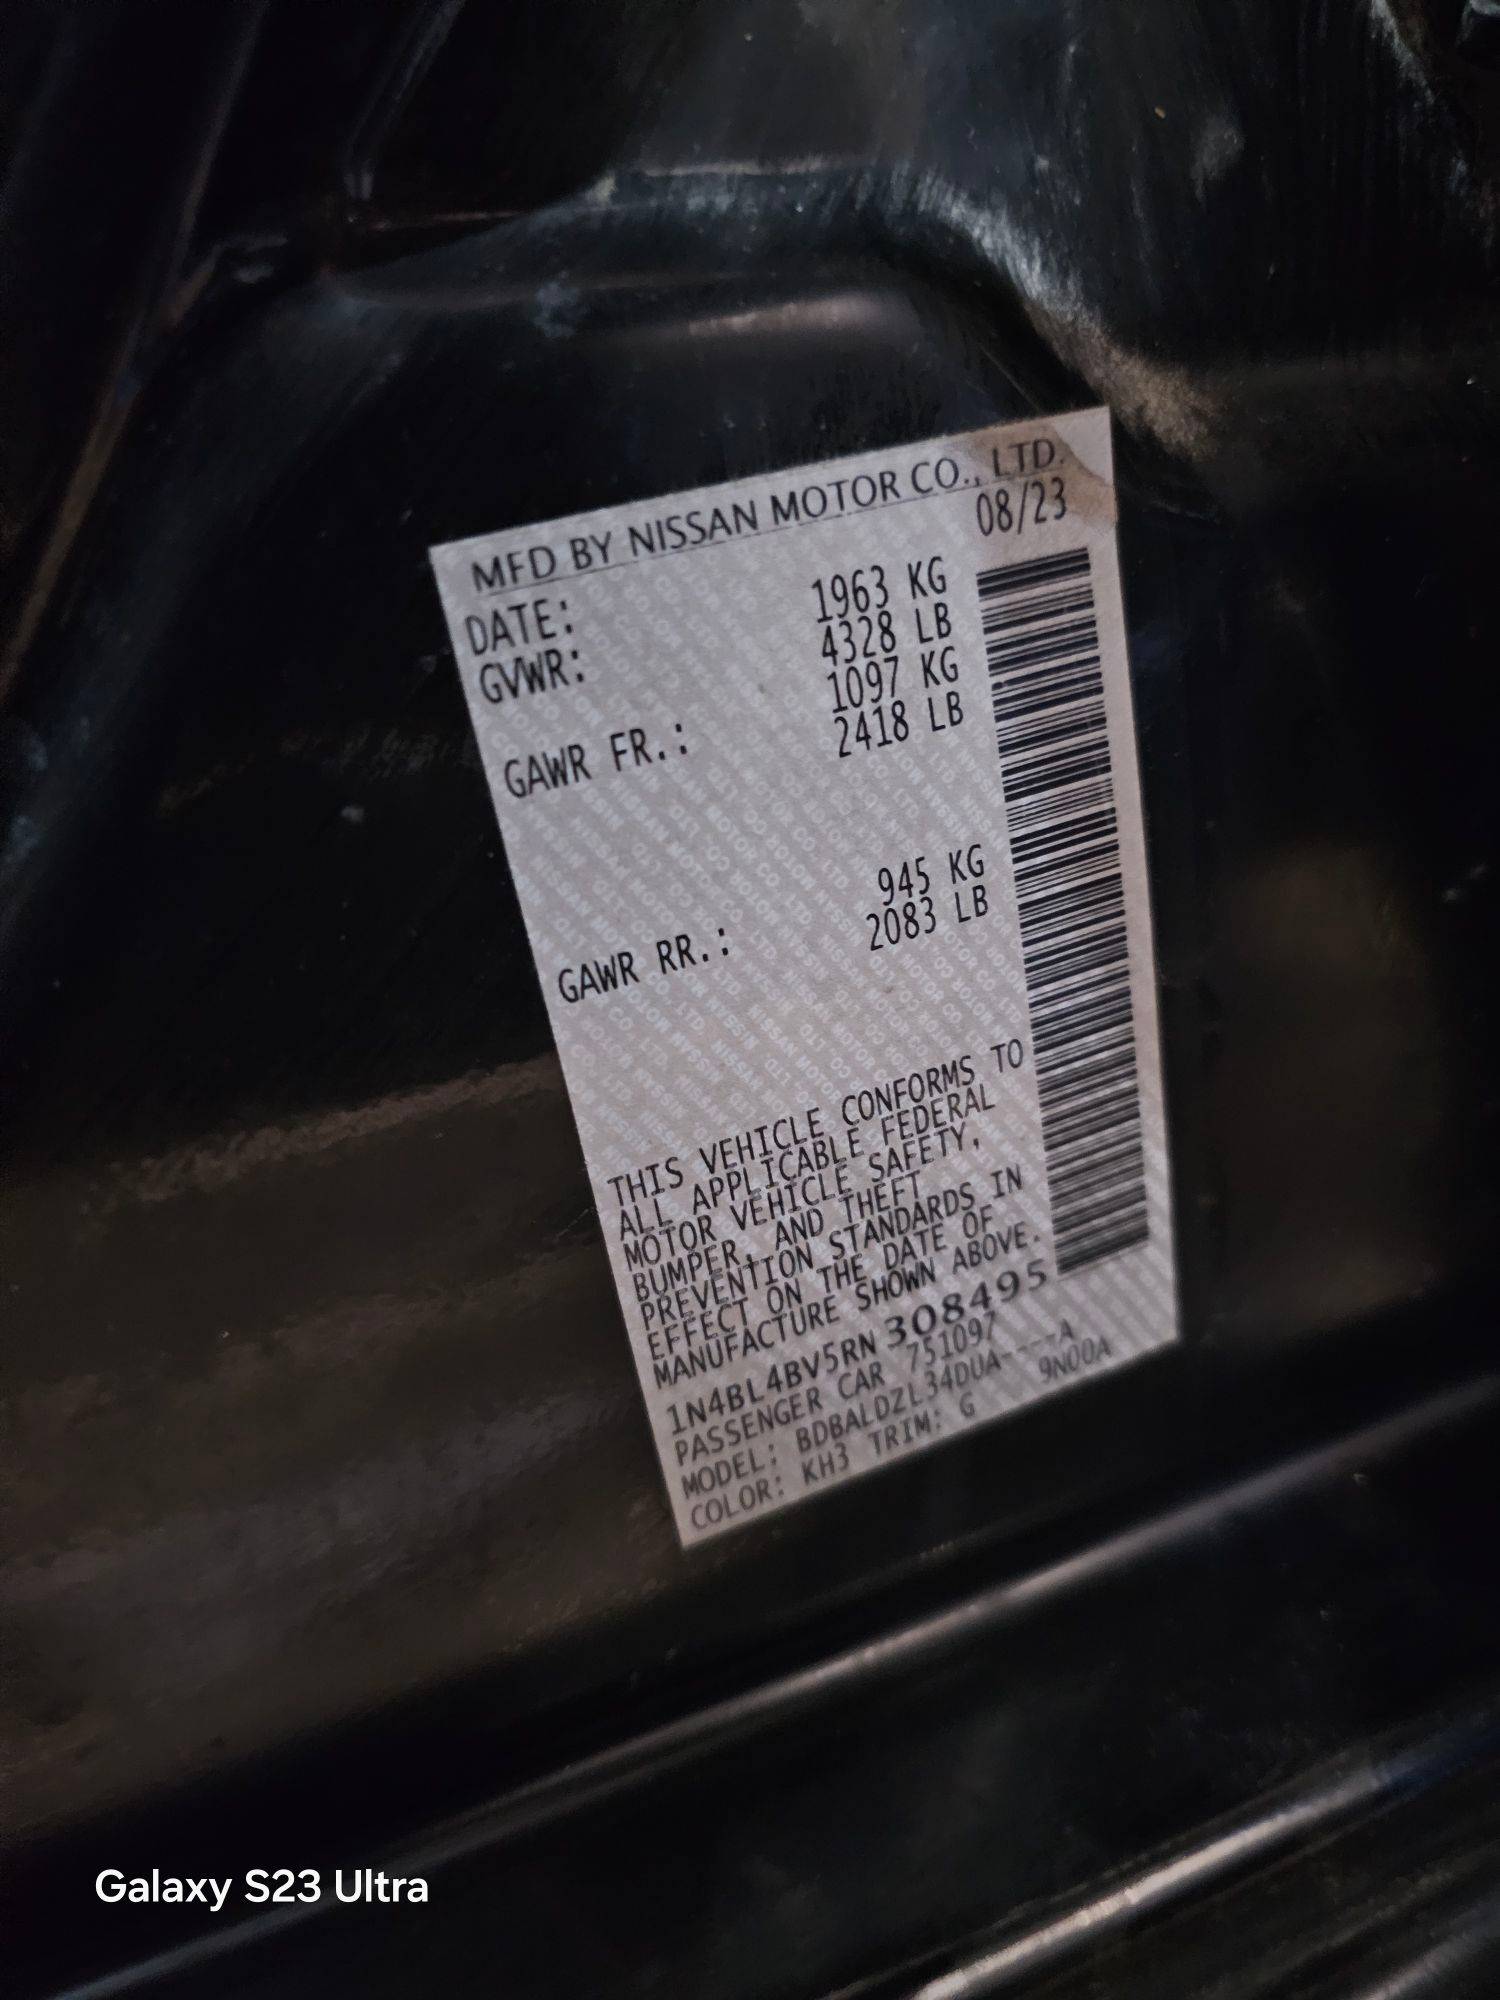 MFD BY NISSAN MOTOR CO., LTD.
DATE: 08/23
GVWR: 1963 KG
4328 LB
GAWR FR.: 1097 KG
2418 LB
GAWR RR.: 945 KG
2083 LB
THIS VEHICLE CONFORMS TO
ALL APPLICABLE FEDERAL
MOTOR VEHICLE SAFETY,
BUMPER, AND THEFT
PREVENTION STANDARDS IN
EFFECT ON THE DATE OF
MANUFACTURE SHOWN ABOVE.
1N4BL4BV5RN308495
PASSENGER CAR 751097
MODEL: BDBALDZL34DUA----A
COLOR: KH3 TRIM: G 9N00A
Galaxy S23 Ultra